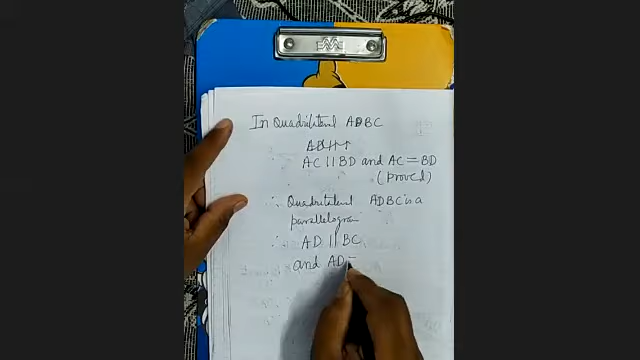 In Quadrilateral ADBC
AC || BD and AC = BD
(proved)
∴ Quadrilateral ADBC is a
parallelogram
∴ AD || BC
and AD =